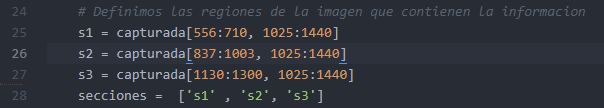 24 # Definimos las regiones de la imagen que contienen la informacion
25 s1 = capturada[556:710, 1025:1440]
26 s2 = capturada[837:1003, 1025:1440]
27 s3 = capturada[1130:1300, 1025:1440]
28 secciones =  ['s1' , 's2', 's3']